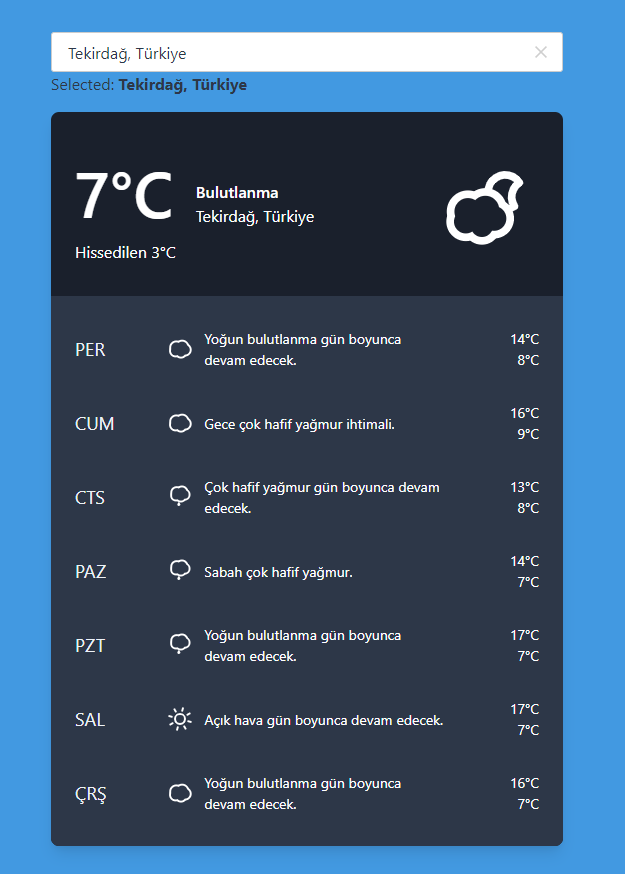 Tekirdağ, Türkiye
Selected: Tekirdağ, Türkiye
7°C
Bulutlanma
Tekirdağ, Türkiye
Hissedilen 3°C
PER
Yoğun bulutlanma gün boyunca
devam edecek.
14°C
8°C
CUM
Gece çok hafif yağmur ihtimali.
16°C
9°C
CTS
Çok hafif yağmur gün boyunca devam
edecek.
13°C
8°C
PAZ
Sabah çok hafif yağmur.
14°C
7°C
PZT
Yoğun bulutlanma gün boyunca
devam edecek.
17°C
7°C
SAL
Açık hava gün boyunca devam edecek.
17°C
7°C
ÇRŞ
Yoğun bulutlanma gün boyunca
devam edecek.
16°C
7°C